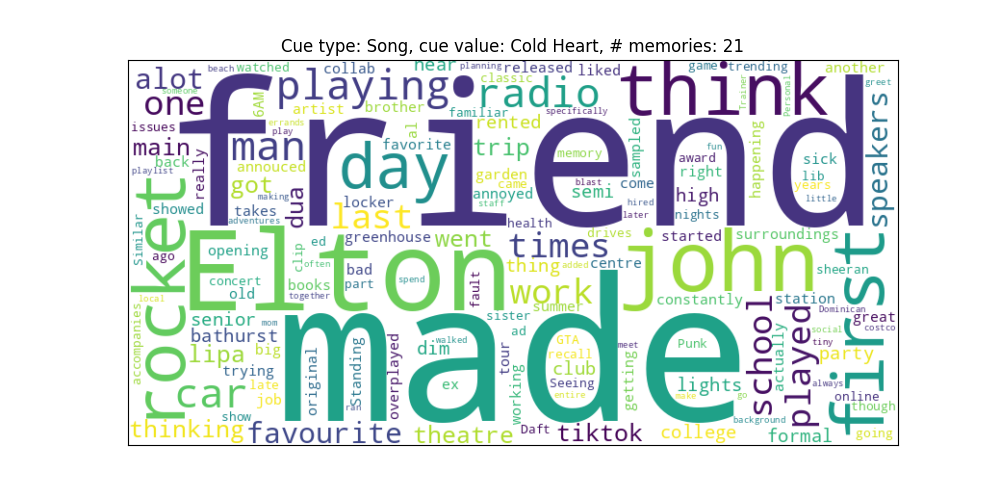 Cue type: Song, cue value: Cold Heart, # memories: 21
alot beach watched collab near released liked game trending another
someone 6AM playing classic radio think Trainer Personal greet
one artist brother familiar specifically
issues errands play al rented sampled happening speakers
main man favorite trip memory award fun sick
playlist back really annouced day garden came annoyed semi blast right lib
got locker staff come high years
Similar showed takes dua last health hired later nights little
adventures making friend
rocket Elton greenhouse went times drives started surroundings
ago opening clip ed thing added centre john first
concert often bad books part spend fault work sheeran
old together summer constantly station Dominican
local senior mom sister made great costco
accompanies bathurst ad walked GTA Punk school played social tiny
lipa big dim recall meet actually party
trying original Standing overplayed tour club getting always
car late job ex Seeing lights online
run working entire make go though
show background
thinking favourite theatre Daft tiktok college formal going
planning